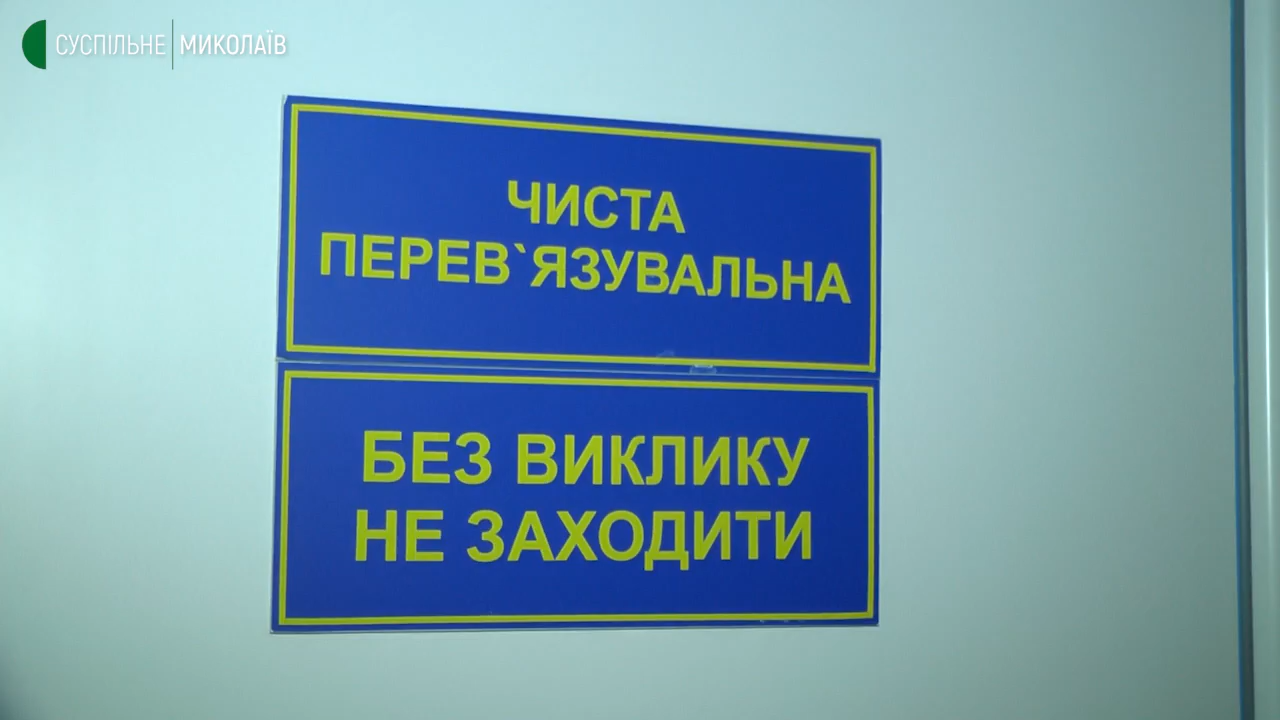 СУСПІЛЬНЕ МИКОЛАЇВ
ЧИСТА
ПЕРЕВ`ЯЗУВАЛЬНА
БЕЗ ВИКЛИКУ
НЕ ЗАХОДИТИ